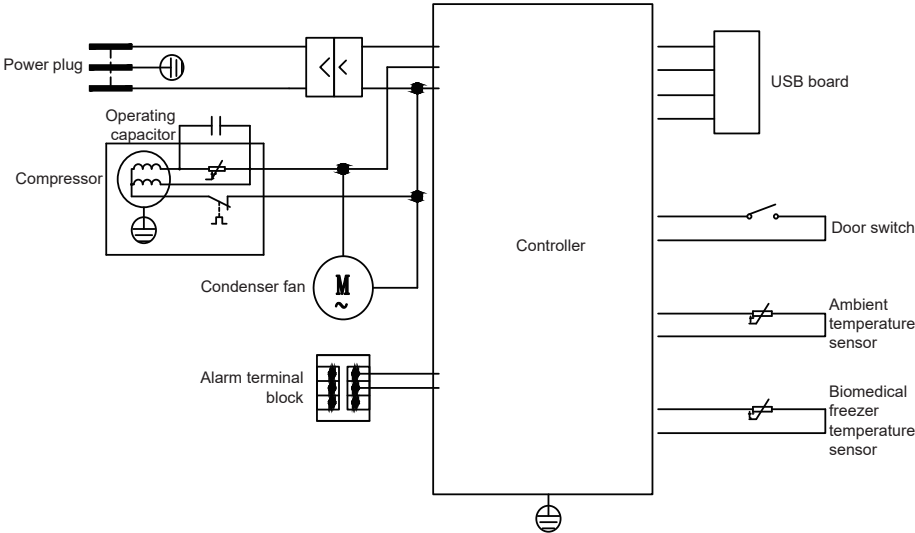 Power plug
Operating
capacitor
Compressor
Condenser fan
M
~
Alarm terminal
block
Controller
USB board
Door switch
Ambient
temperature
sensor
Biomedical
freezer
temperature
sensor